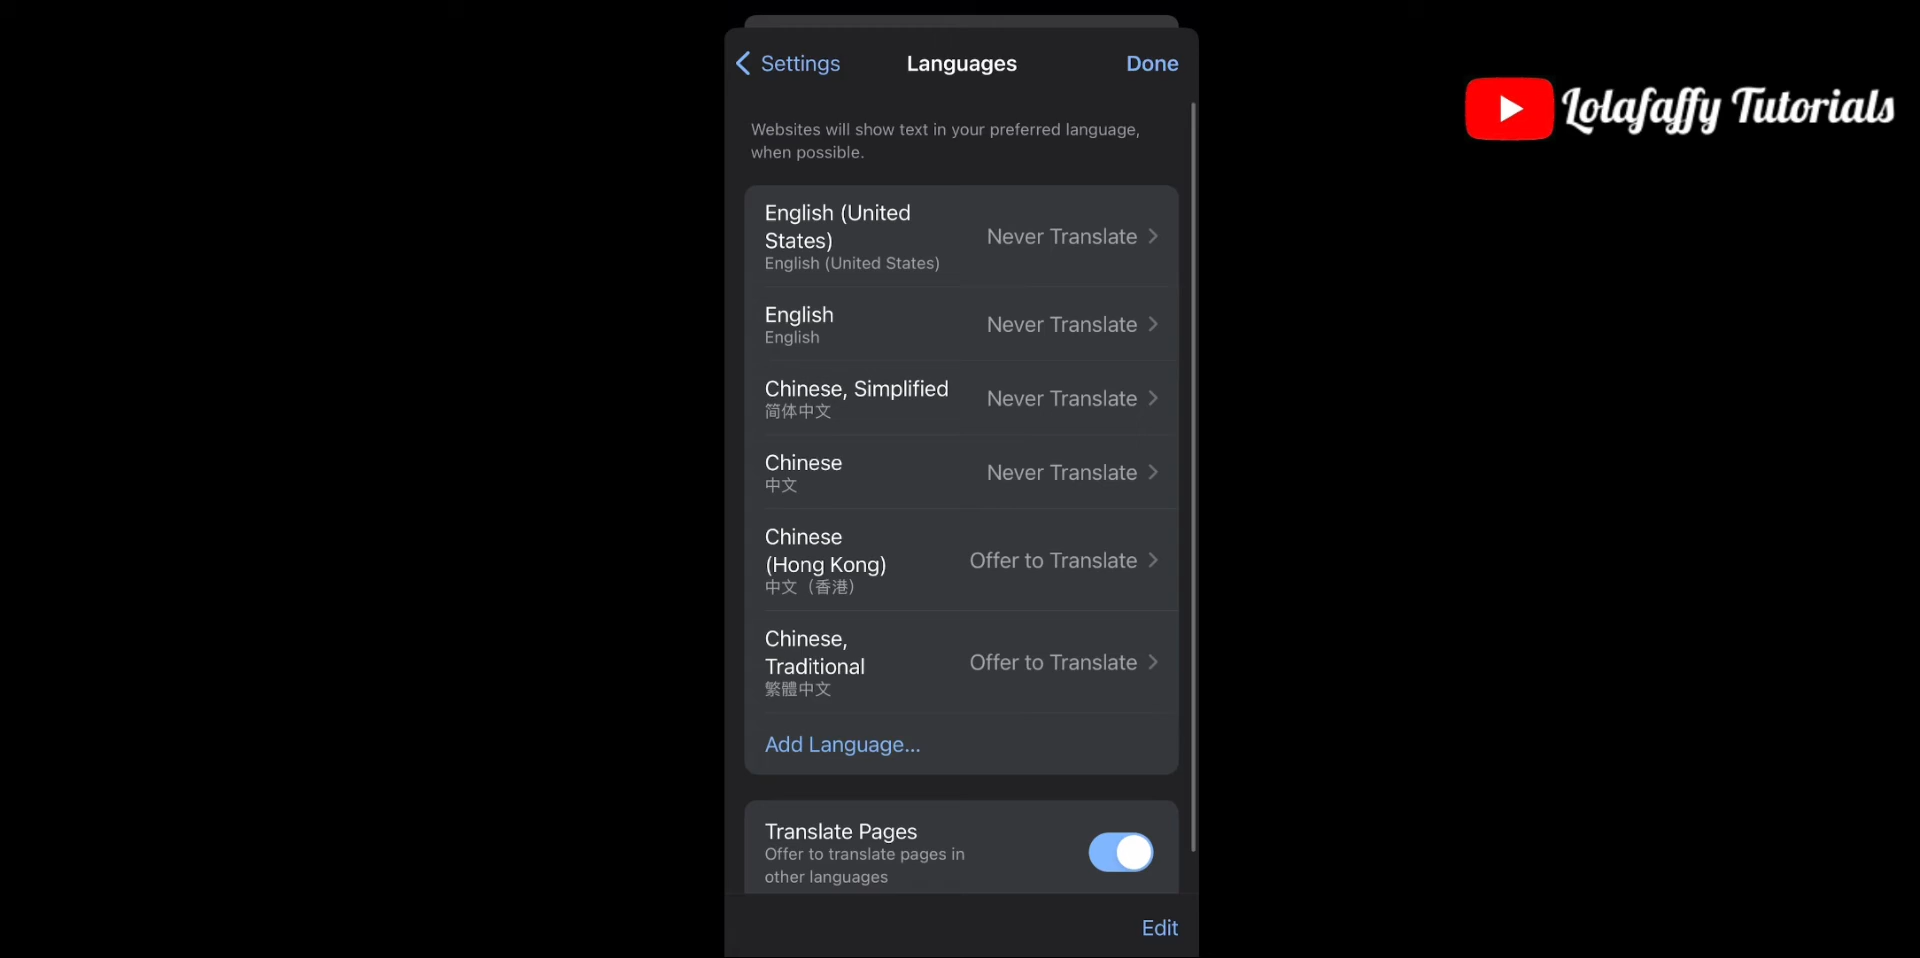 Settings
Languages
Done
Lolafaffy Tutorials
Websites will show text in your preferred language,
when possible.
English (United
States)
English (United States)
Never Translate
English
English
Never Translate
Chinese, Simplified
简体中文
Never Translate
Chinese
中文
Never Translate
Chinese
(Hong Kong)
中文（香港）
Offer to Translate
Chinese,
Traditional
繁體中文
Offer to Translate
Add Language...
Translate Pages
Offer to translate pages in
other languages
Edit